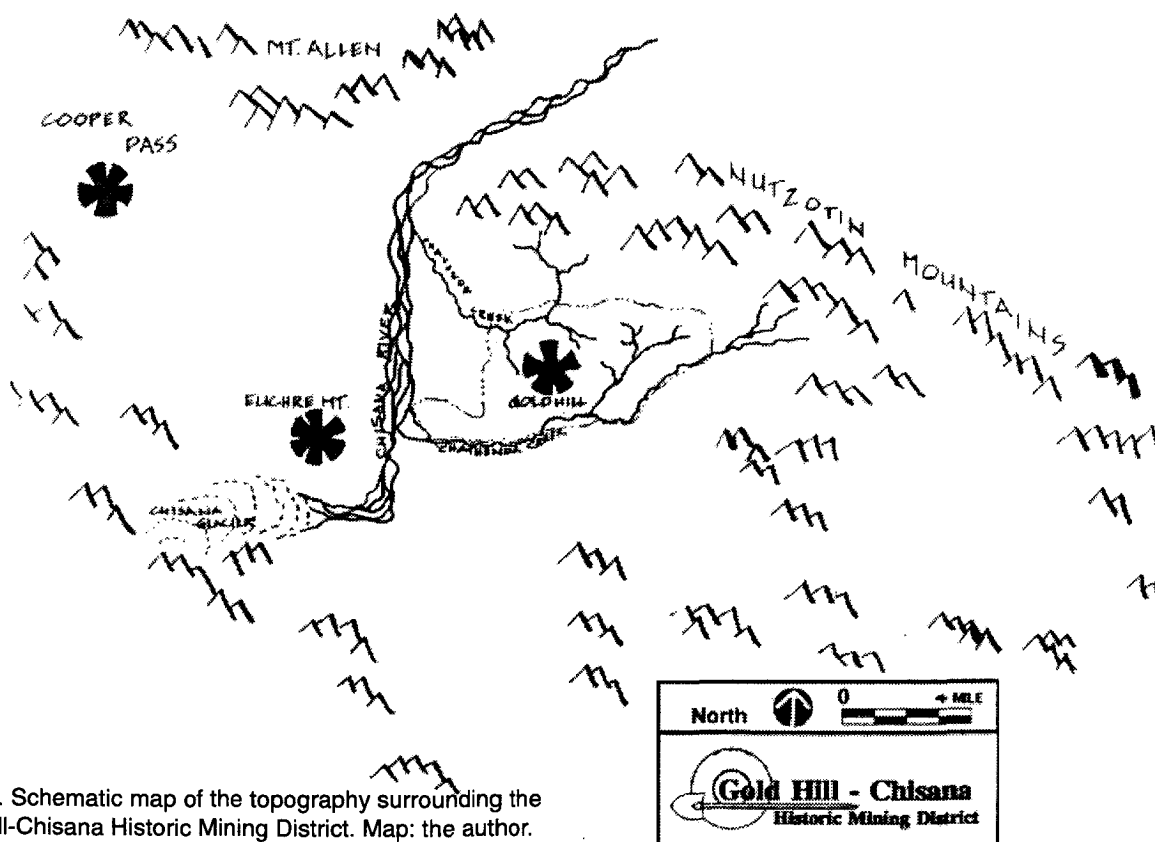 MT. ALLEN
COOPER
PASS
NUTZOTIN
MOUNTAINS
CREEK
CHISANA RIVER
GOLD HILL
EUCHRE MT.
CHATHENDA CREEK
CHISANA
GLACIER
0 4 MILE
North
Gold Hill - Chisana
Historic Mining District
. Schematic map of the topography surrounding the
ll-Chisana Historic Mining District. Map: the author.